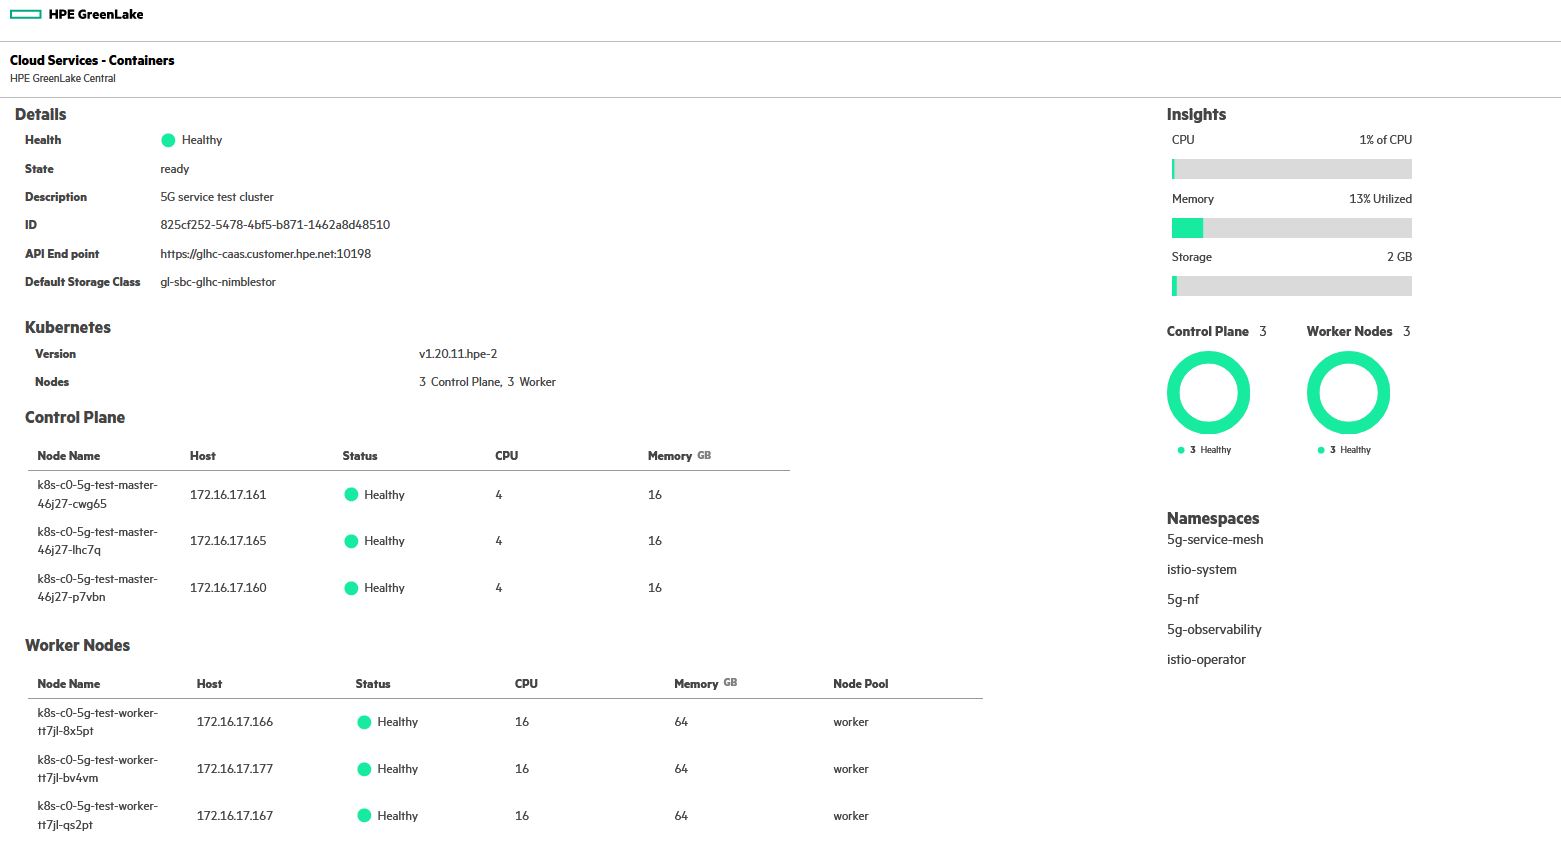 HPE GreenLake
Cloud Services - Containers
HPE GreenLake Central
Details
Health Healthy
State ready
Description 5G service test cluster
ID 825cf252-5478-4bf5-b871-1462a8d48510
API End point https://glhc-caas.customer.hpe.net:10198
Default Storage Class gl-sbc-glhc-nimblestor
Kubernetes
Version v1.20.11.hpe-2
Nodes 3 Control Plane, 3 Worker
Control Plane
Node Name Host Status CPU Memory GB
k8s-c0-5g-test-master-
46j27-cwg65
172.16.17.161 Healthy 4 16
k8s-c0-5g-test-master-
46j27-lhc7q
172.16.17.165 Healthy 4 16
k8s-c0-5g-test-master-
46j27-p7vbn
172.16.17.160 Healthy 4 16
Worker Nodes
Node Name Host Status CPU Memory GB Node Pool
k8s-c0-5g-test-worker-
tt7jl-8x5pt
172.16.17.166 Healthy 16 64 worker
k8s-c0-5g-test-worker-
tt7jl-bv4vm
172.16.17.177 Healthy 16 64 worker
k8s-c0-5g-test-worker-
tt7jl-qs2pt
172.16.17.167 Healthy 16 64 worker
Insights
CPU 1% of CPU
Memory 13% Utilized
Storage 2 GB
Control Plane 3 Worker Nodes 3
3 Healthy 3 Healthy
Namespaces
5g-service-mesh
istio-system
5g-nf
5g-observability
istio-operator